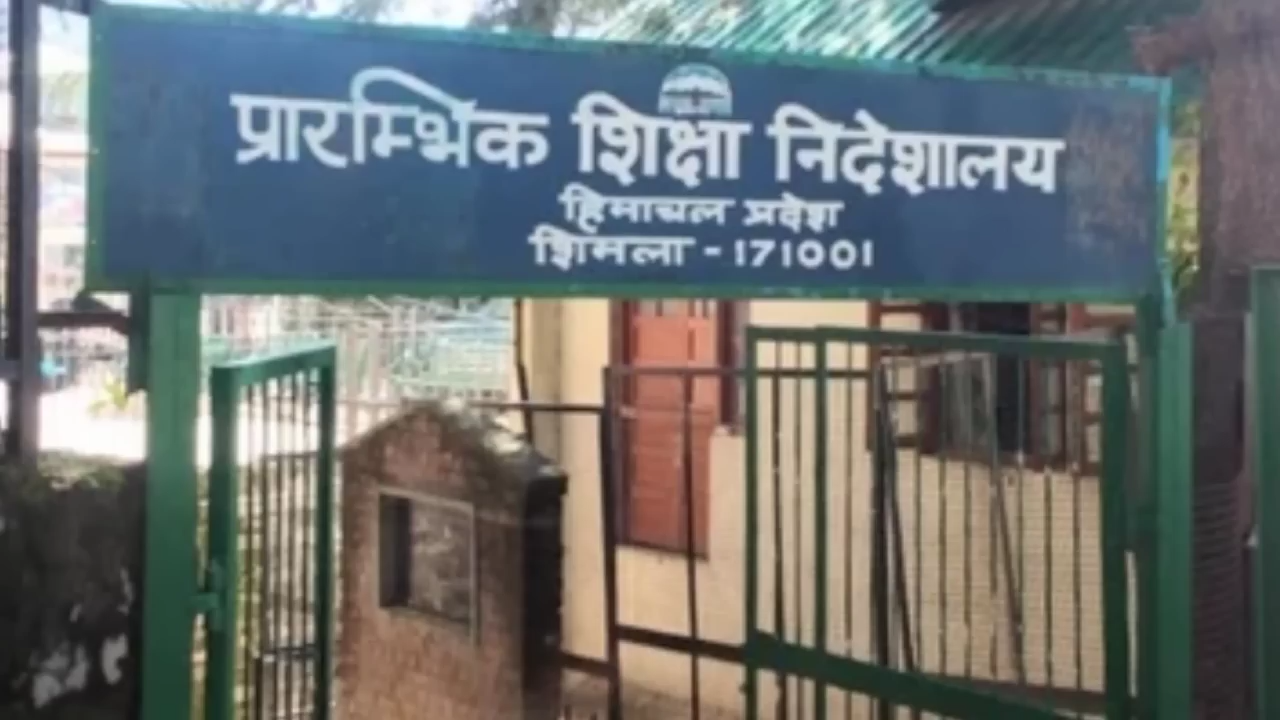 प्रारम्भिक शिक्षा निदेशालय
हिमाचल प्रदेश
शिमला - 171001